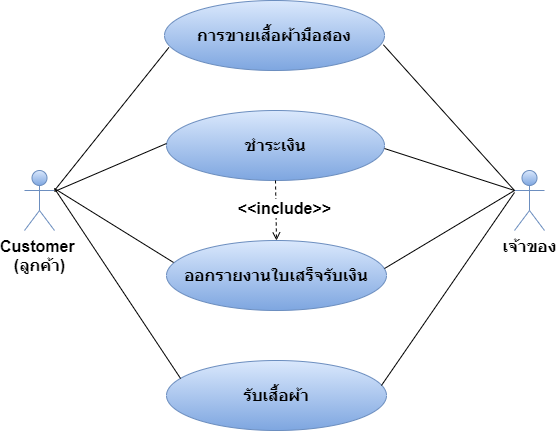 การขายเสื้อผ้ามือสอง
ชำระเงิน
<<include>>
Customer
(ลูกค้า)
เจ้าของ
ออกรายงานใบเสร็จรับเงิน
รับเสื้อผ้า